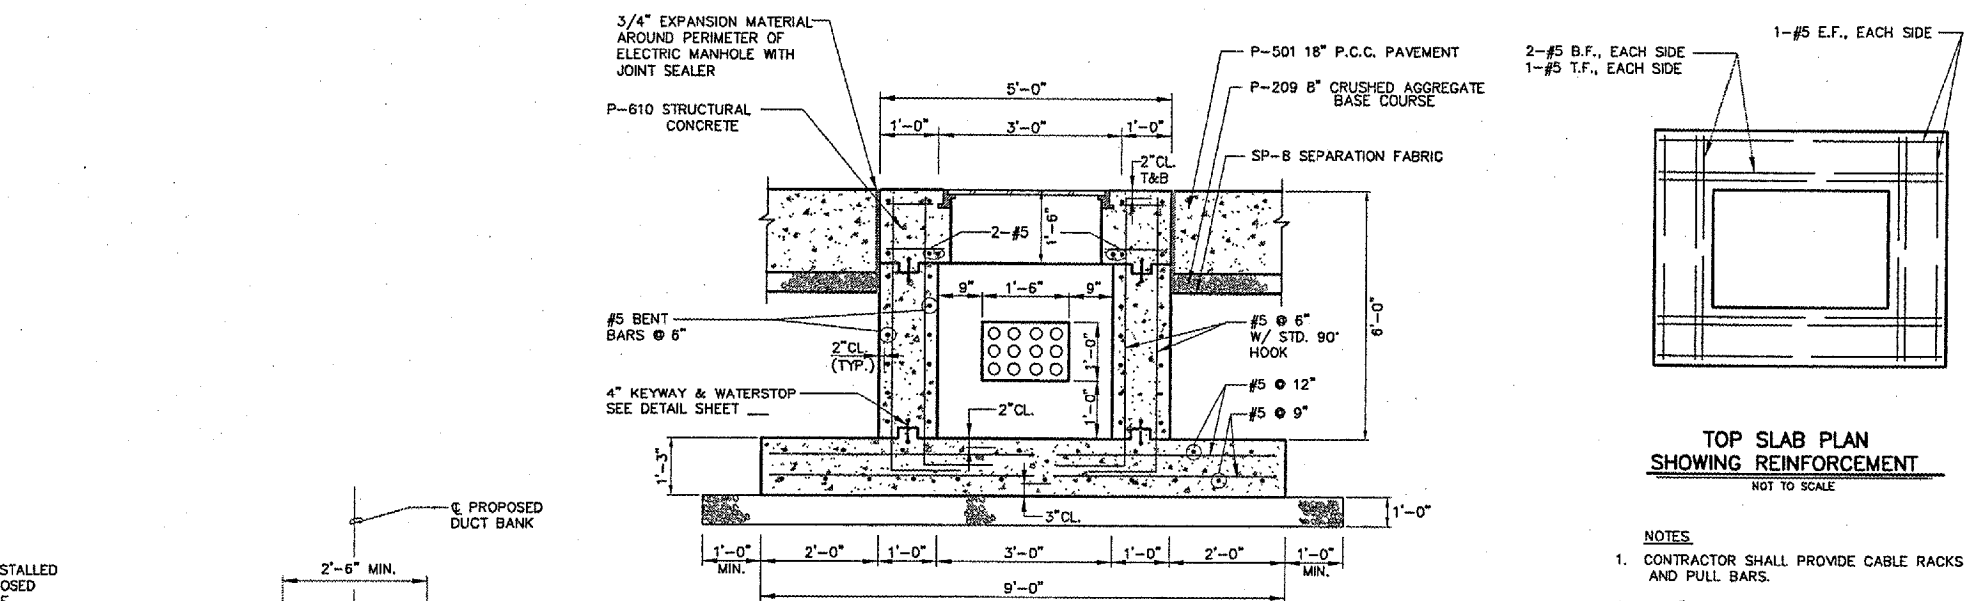 3/4" EXPANSION MATERIAL
AROUND PERIMETER OF
ELECTRIC MANHOLE WITH
JOINT SEALER
P-610 STRUCTURAL
CONCRETE
5'-0"
1'-0" 3'-0" 1'-0"
2"CL.
T&B
P-501 18" P.C.C. PAVEMENT
P-209 8" CRUSHED AGGREGATE
BASE COURSE
SP-8 SEPARATION FABRIC
2-#5
1'-6"
9" 1'-6" 9"
1'-0"
1'-0"
6'-0"
#5 BENT
BARS @ 6"
2"CL.
(TYP.)
4" KEYWAY & WATERSTOP
SEE DETAIL SHEET __
#5 @ 6"
W/ STD. 90°
HOOK
#5 @ 12"
#5 @ 9"
2"CL.
1'-3"
3"CL.
1'-0"
1'-0" 2'-0" 1'-0" 3'-0" 1'-0" 2'-0" 1'-0"
MIN. MIN.
9'-0"
℄ PROPOSED
DUCT BANK
2'-6" MIN.
STALLED
OSED
1-#5 E.F., EACH SIDE
2-#5 B.F., EACH SIDE
1-#5 T.F., EACH SIDE
TOP SLAB PLAN
SHOWING REINFORCEMENT
NOT TO SCALE
NOTES
1. CONTRACTOR SHALL PROVIDE CABLE RACKS
AND PULL BARS.